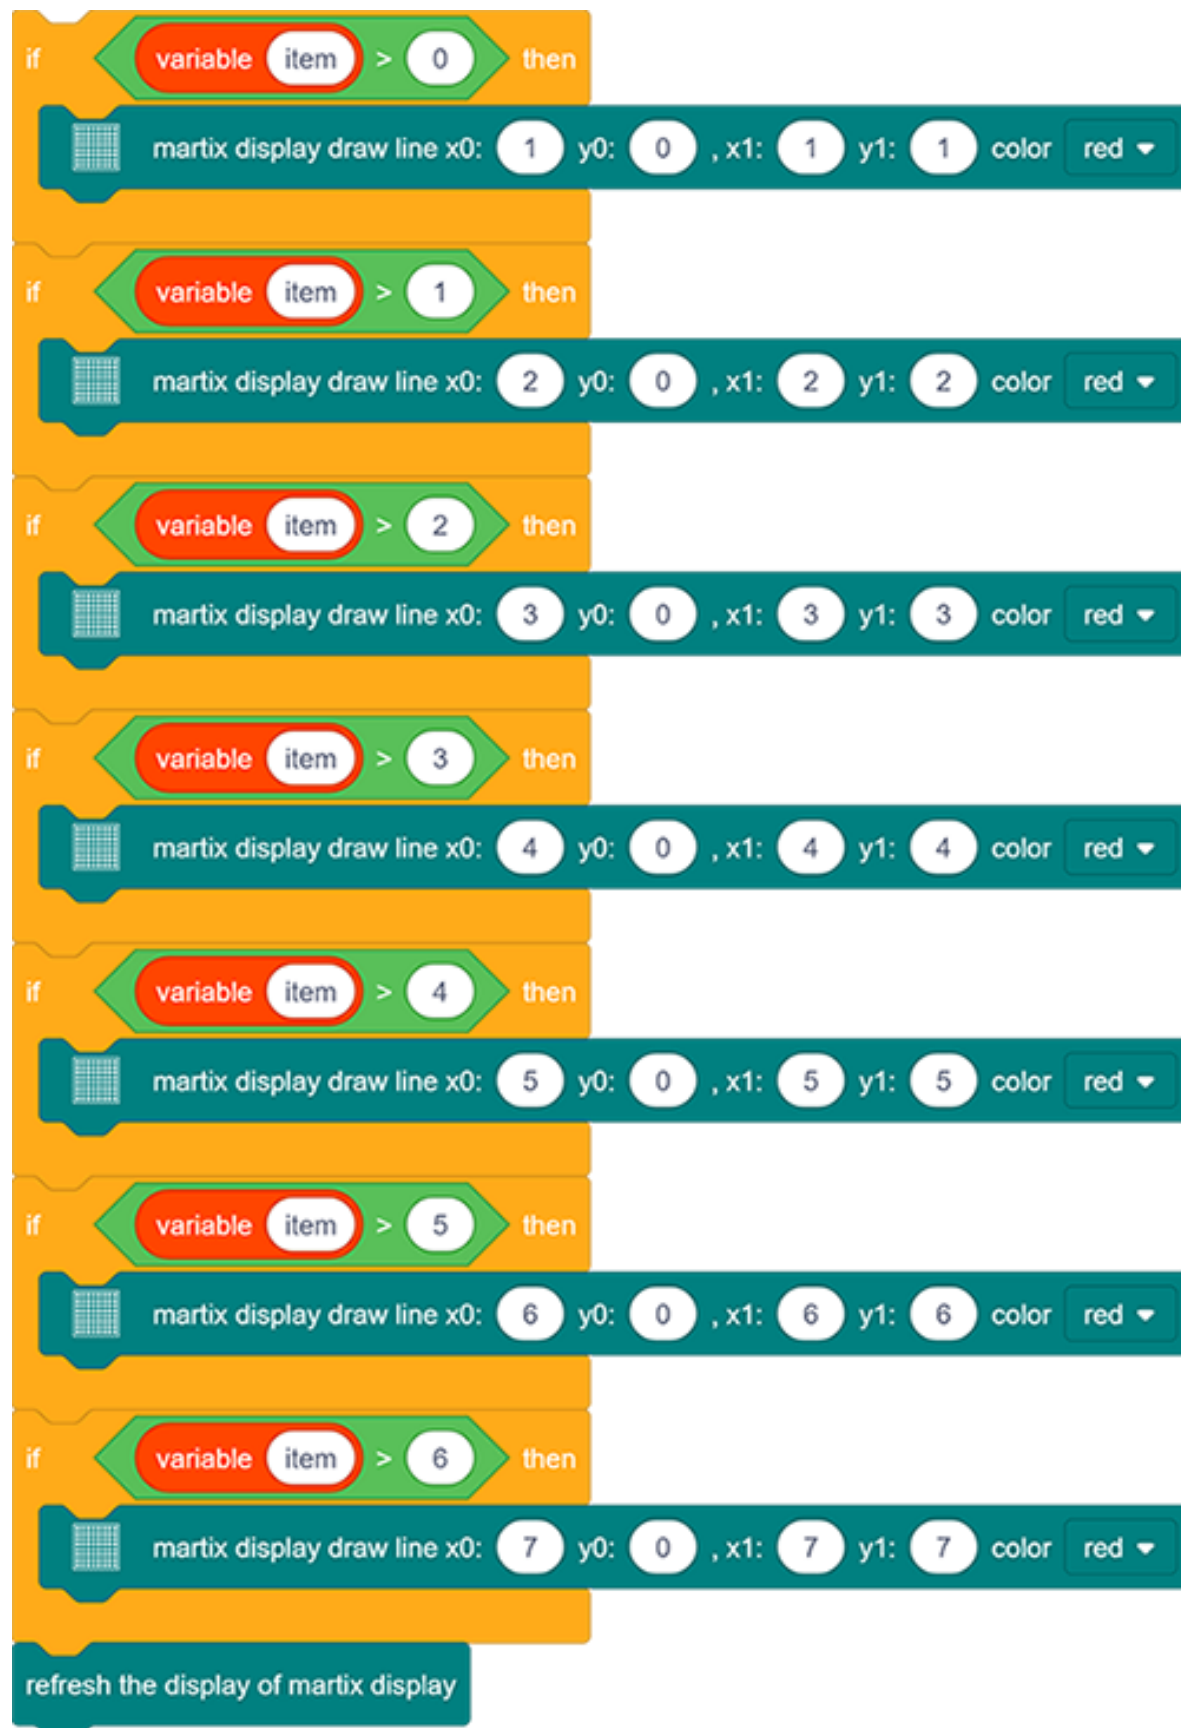 if variable item > 0 then
martix display draw line x0: 1 y0: 0 , x1: 1 y1: 1 color red
if variable item > 1 then
martix display draw line x0: 2 y0: 0 , x1: 2 y1: 2 color red
if variable item > 2 then
martix display draw line x0: 3 y0: 0 , x1: 3 y1: 3 color red
if variable item > 3 then
martix display draw line x0: 4 y0: 0 , x1: 4 y1: 4 color red
if variable item > 4 then
martix display draw line x0: 5 y0: 0 , x1: 5 y1: 5 color red
if variable item > 5 then
martix display draw line x0: 6 y0: 0 , x1: 6 y1: 6 color red
if variable item > 6 then
martix display draw line x0: 7 y0: 0 , x1: 7 y1: 7 color red
refresh the display of martix display